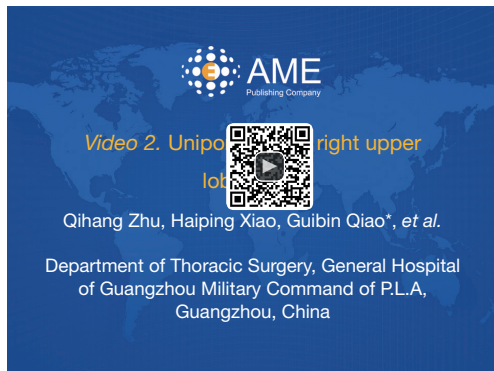 E AME
Publishing Company
Video 2. Unipo right upper
lob
Qihang Zhu, Haiping Xiao, Guibin Qiao*, et al.
Department of Thoracic Surgery, General Hospital
of Guangzhou Military Command of P.L.A,
Guangzhou, China